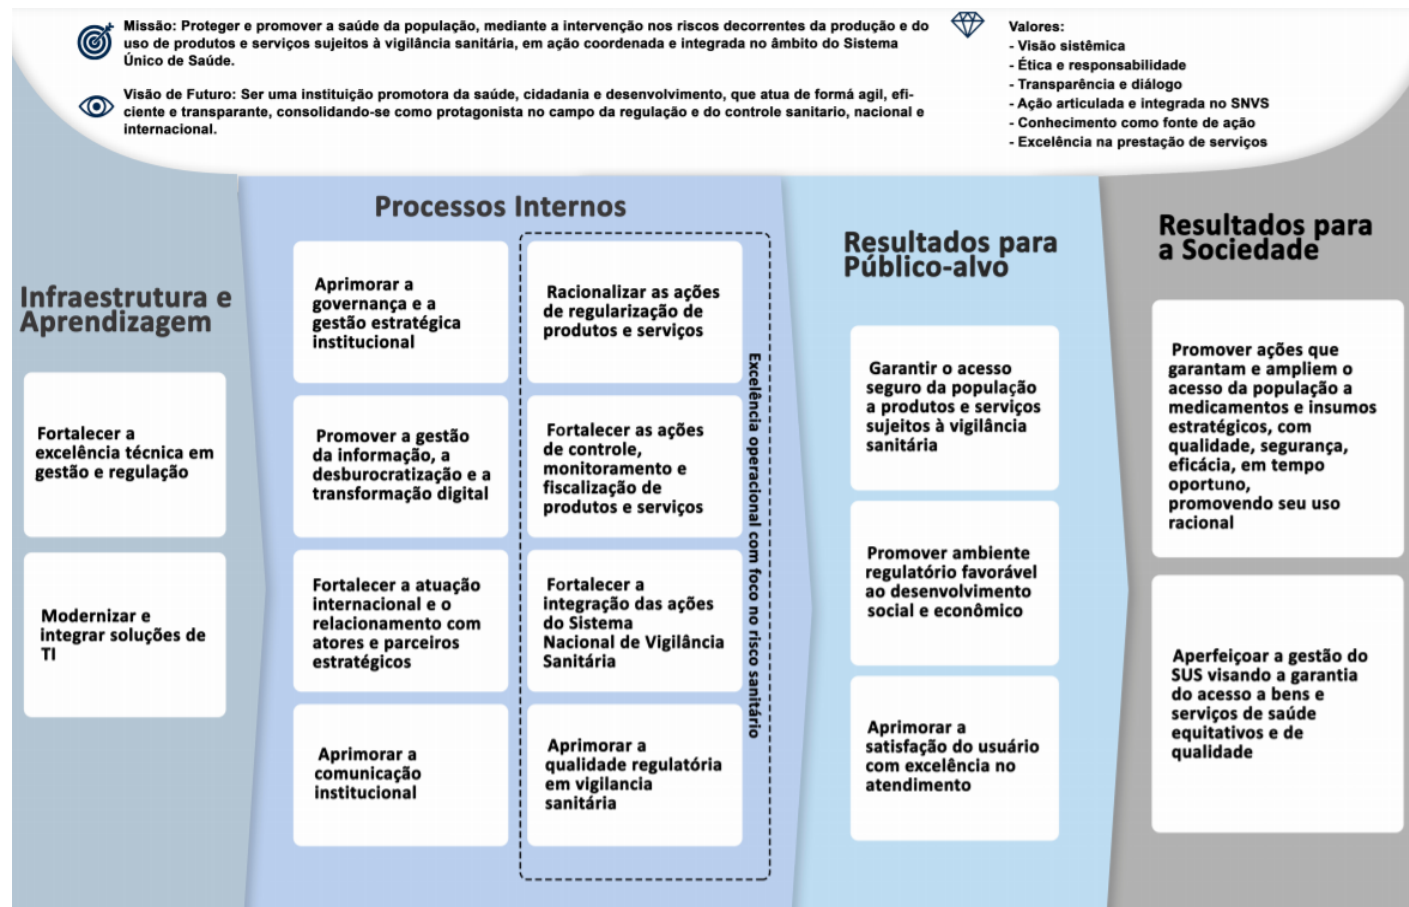 Missão: Proteger e promover a saúde da população, mediante a intervenção nos riscos decorrentes da produção e do
uso de produtos e serviços sujeitos à vigilância sanitária, em ação coordenada e integrada no âmbito do Sistema
Único de Saúde.
Visão de Futuro: Ser uma instituição promotora da saúde, cidadania e desenvolvimento, que atua de formá agil, efi-
ciente e transparante, consolidando-se como protagonista no campo da regulação e do controle sanitario, nacional e
internacional.
Valores:
- Visão sistêmica
- Ética e responsabilidade
- Transparência e diálogo
- Ação articulada e integrada no SNVS
- Conhecimento como fonte de ação
- Excelência na prestação de serviços
Infraestrutura e
Aprendizagem
Fortalecer a
excelência técnica em
gestão e regulação
Modernizar e
integrar soluções de
TI
Processos Internos
Aprimorar a
governança e a
gestão estratégica
institucional
Promover a gestão
da informação, a
desburocratização e a
transformação digital
Fortalecer a atuação
internacional e o
relacionamento com
atores e parceiros
estratégicos
Aprimorar a
comunicação
institucional
Racionalizar as ações
de regularização de
produtos e serviços
Fortalecer as ações
de controle,
monitoramento e
fiscalização de
produtos e serviços
Fortalecer a
integração das ações
do Sistema
Nacional de Vigilância
Sanitária
Aprimorar a
qualidade regulatória
em vigilancia
sanitária
Excelência operacional com foco no risco sanitário
Resultados para
Público-alvo
Garantir o acesso
seguro da população
a produtos e serviços
sujeitos à vigilância
sanitária
Promover ambiente
regulatório favorável
ao desenvolvimento
social e econômico
Aprimorar a
satisfação do usuário
com excelência no
atendimento
Resultados para
a Sociedade
Promover ações que
garantam e ampliem o
acesso da população a
medicamentos e insumos
estratégicos, com
qualidade, segurança,
eficácia, em tempo
oportuno,
promovendo seu uso
racional
Aperfeiçoar a gestão do
SUS visando a garantia
do acesso a bens e
serviços de saúde
equitativos e de
qualidade